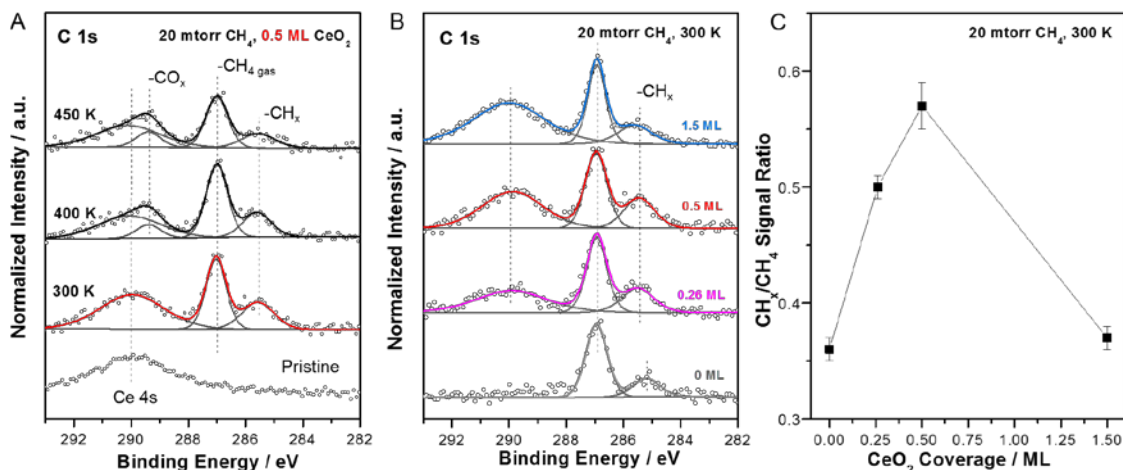 A
C 1s
20 mtorr CH₄, 0.5 ML CeO₂
-COₓ
-CH₄ gas
-CHₓ
450 K
400 K
300 K
Pristine
Ce 4s
Normalized Intensity / a.u.
292 290 288 286 284 282
Binding Energy / eV
B
C 1s
20 mtorr CH₄, 300 K
-CHₓ
1.5 ML
0.5 ML
0.26 ML
0 ML
Normalized Intensity / a.u.
292 290 288 286 284 282
Binding Energy / eV
C
20 mtorr CH₄, 300 K
0.6
0.5
0.4
0.3
CHₓ/CH₄ Signal Ratio
0.00 0.25 0.50 0.75 1.00 1.25 1.50
CeO₂ Coverage / ML